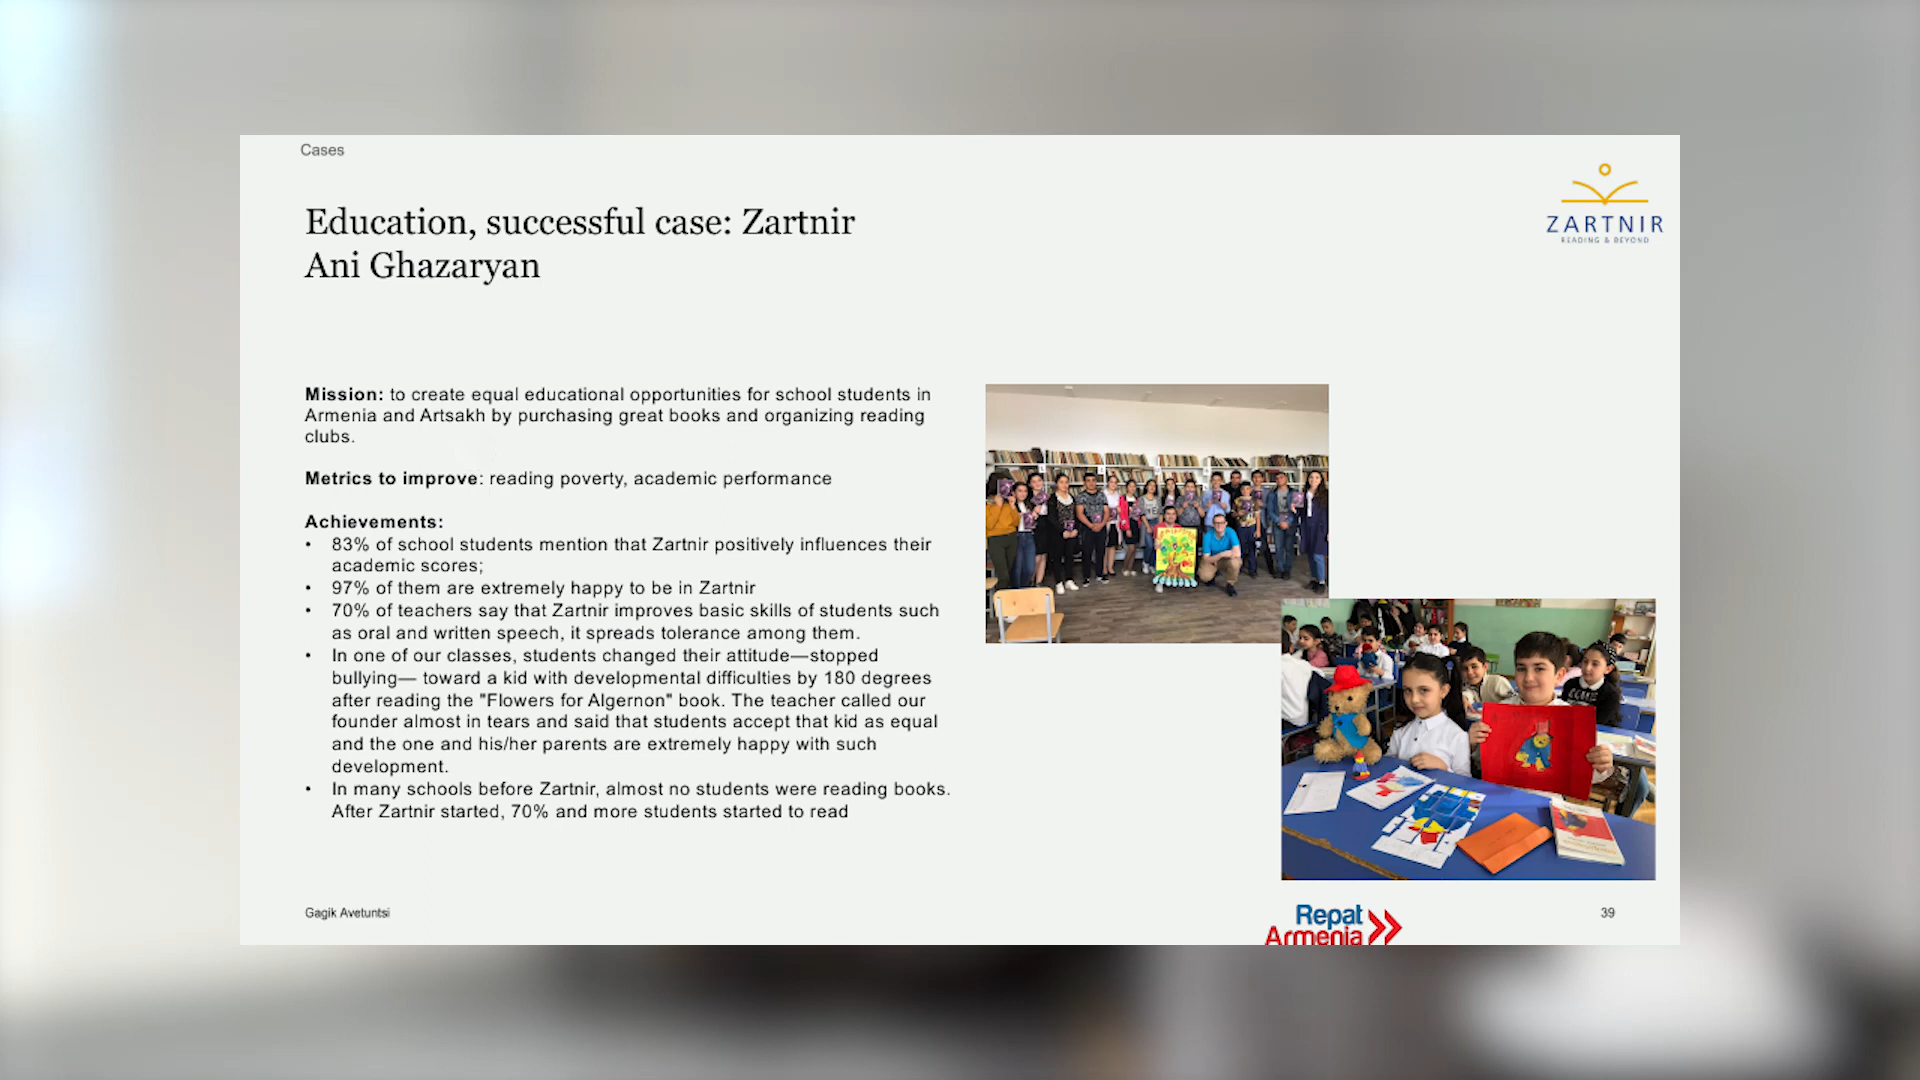 Cases
ZARTNIR
READING & BEYOND
Education, successful case: Zartnir
Ani Ghazaryan
Mission: to create equal educational opportunities for school students in
Armenia and Artsakh by purchasing great books and organizing reading
clubs.
Metrics to improve: reading poverty, academic performance
Achievements:
• 83% of school students mention that Zartnir positively influences their
academic scores;
• 97% of them are extremely happy to be in Zartnir
• 70% of teachers say that Zartnir improves basic skills of students such
as oral and written speech, it spreads tolerance among them.
• In one of our classes, students changed their attitude—stopped
bullying— toward a kid with developmental difficulties by 180 degrees
after reading the "Flowers for Algernon" book. The teacher called our
founder almost in tears and said that students accept that kid as equal
and the one and his/her parents are extremely happy with such
development.
• In many schools before Zartnir, almost no students were reading books.
After Zartnir started, 70% and more students started to read
Gagik Avetuntsi
Repat
Armenia
39